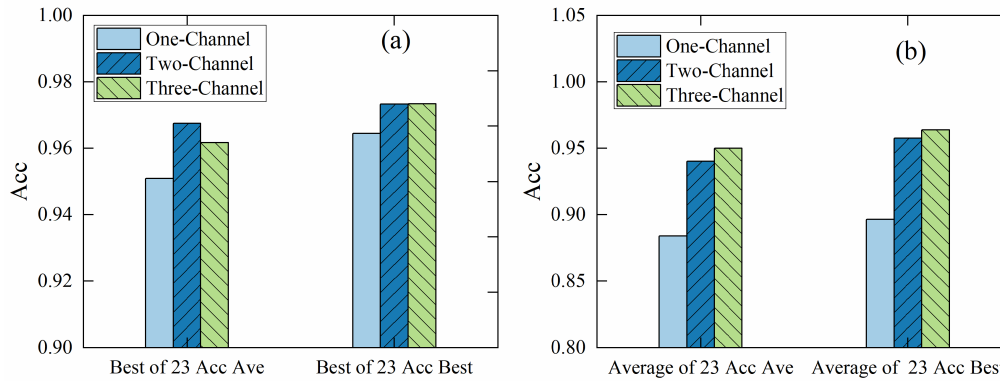 Acc
1.00
0.98
0.96
0.94
0.92
0.90
One-Channel
Two-Channel
Three-Channel
(a)
Best of 23 Acc Ave
Best of 23 Acc Best
Acc
1.05
1.00
0.95
0.90
0.85
0.80
One-Channel
Two-Channel
Three-Channel
(b)
Average of 23 Acc Ave
Average of 23 Acc Best